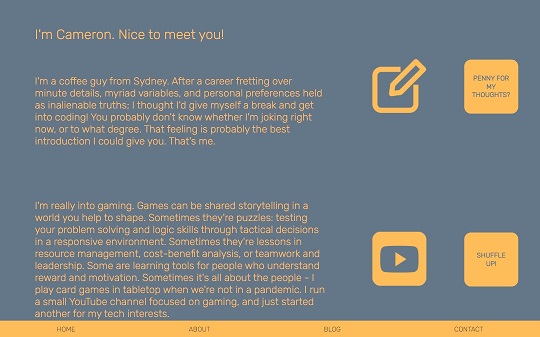 I'm Cameron. Nice to meet you!
I'm a coffee guy from Sydney. After a career fretting over
minute details, myriad variables, and personal preferences held
as inalienable truths; I thought I'd give myself a break and get
into coding! You probably don't know whether I'm joking right
now, or to what degree. That feeling is probably the best
introduction I could give you. That's me.
PENNY FOR
MY
THOUGHTS?
I'm really into gaming. Games can be shared storytelling in a
world you help to shape. Sometimes they're puzzles: testing
your problem solving and logic skills through tactical decisions
in a responsive environment. Sometimes they're lessons in
resource management, cost-benefit analysis, or teamwork and
leadership. Some are learning tools for people who understand
reward and motivation. Sometimes it's all about the people - I
play card games in tabletop when we're not in a pandemic. I run
a small YouTube channel focused on gaming, and just started
another for my tech interests.
SHUFFLE
UP!
HOME
ABOUT
BLOG
CONTACT